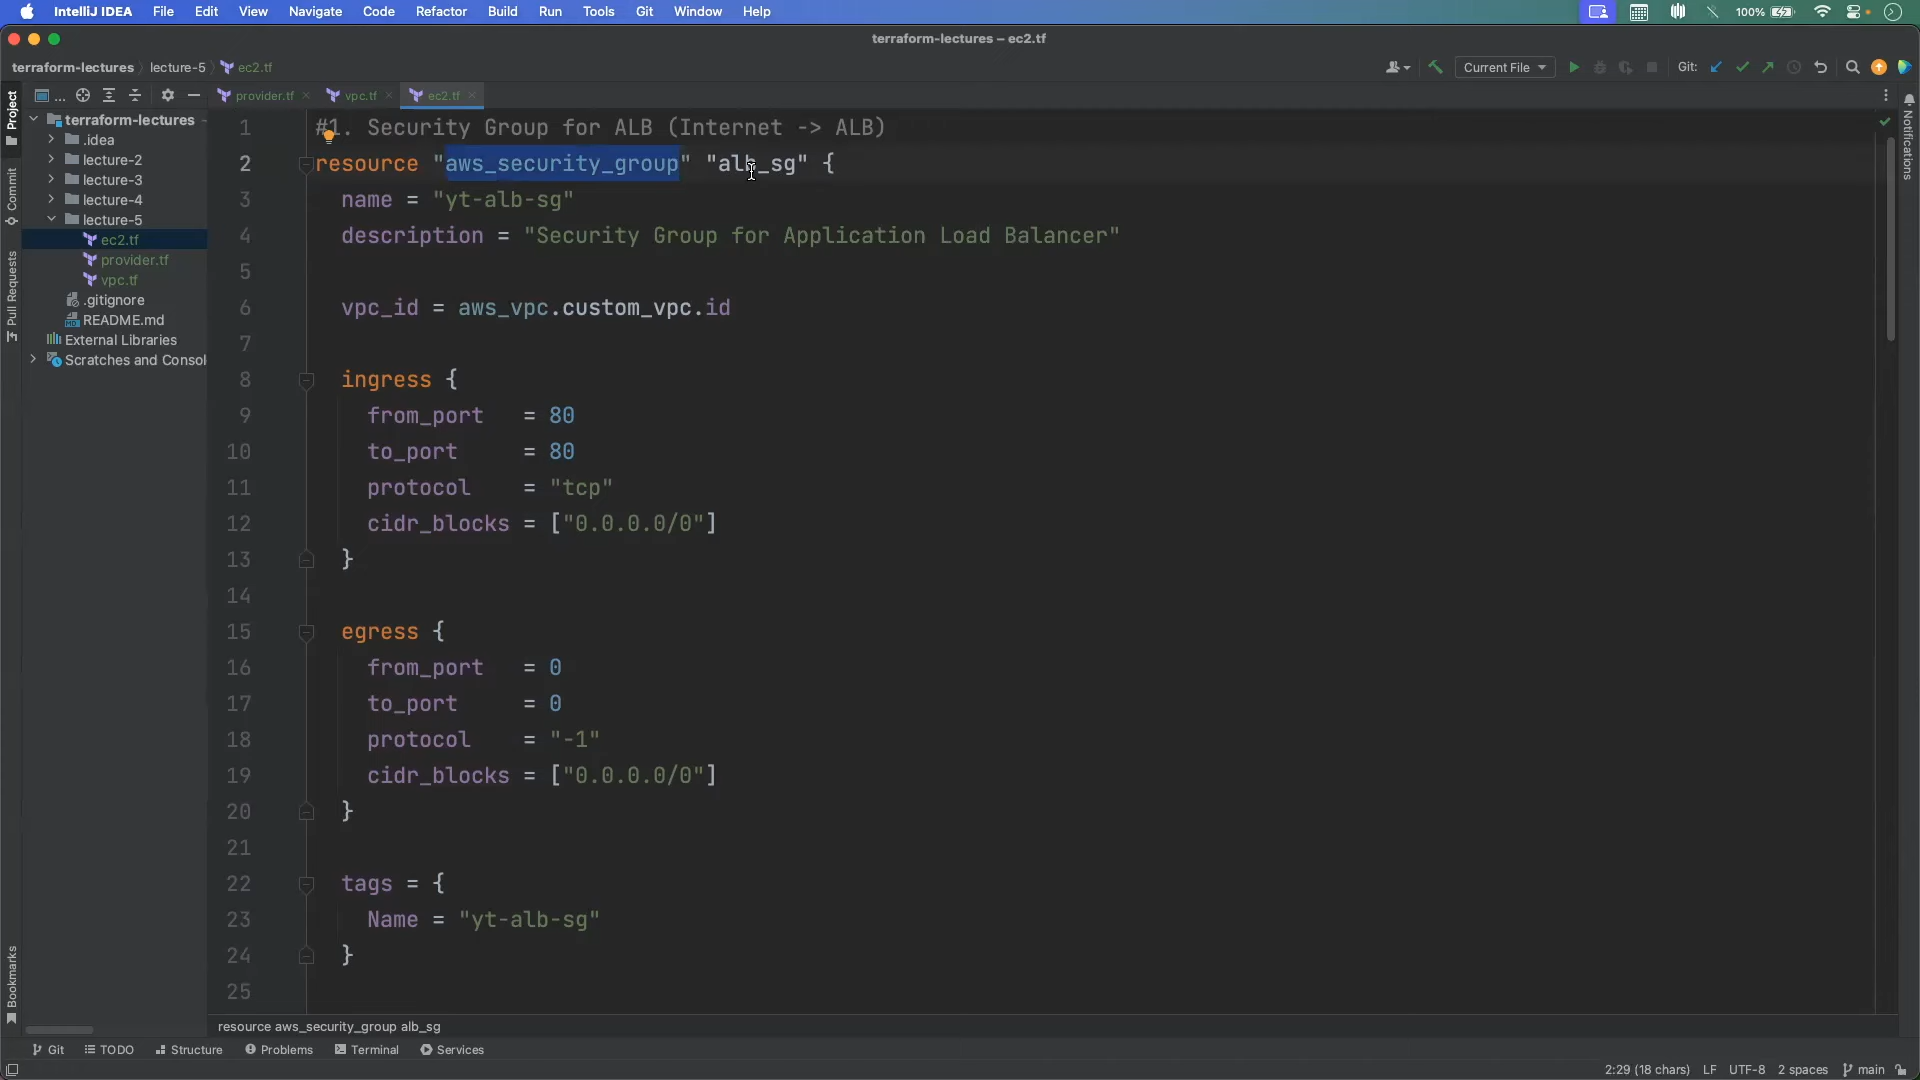 IntelliJ IDEA File Edit View Navigate Code Refactor Build Run Tools Git Window Help 100%
terraform-lectures – ec2.tf
terraform-lectures lecture-5 ec2.tf Current File Git:
Project ... provider.tf vpc.tf ec2.tf
terraform-lectures
.idea
lecture-2
lecture-3
lecture-4
lecture-5
ec2.tf
provider.tf
vpc.tf
.gitignore
README.md
External Libraries
Scratches and Consol
Commit
Pull Requests
Bookmarks
Notifications
1 #1. Security Group for ALB (Internet -> ALB)
2 resource "aws_security_group" "alb_sg" {
3 name = "yt-alb-sg"
4 description = "Security Group for Application Load Balancer"
5
6 vpc_id = aws_vpc.custom_vpc.id
7
8 ingress {
9 from_port = 80
10 to_port = 80
11 protocol = "tcp"
12 cidr_blocks = ["0.0.0.0/0"]
13 }
14
15 egress {
16 from_port = 0
17 to_port = 0
18 protocol = "-1"
19 cidr_blocks = ["0.0.0.0/0"]
20 }
21
22 tags = {
23 Name = "yt-alb-sg"
24 }
25
resource aws_security_group alb_sg
Git TODO Structure Problems Terminal Services
2:29 (18 chars) LF UTF-8 2 spaces main